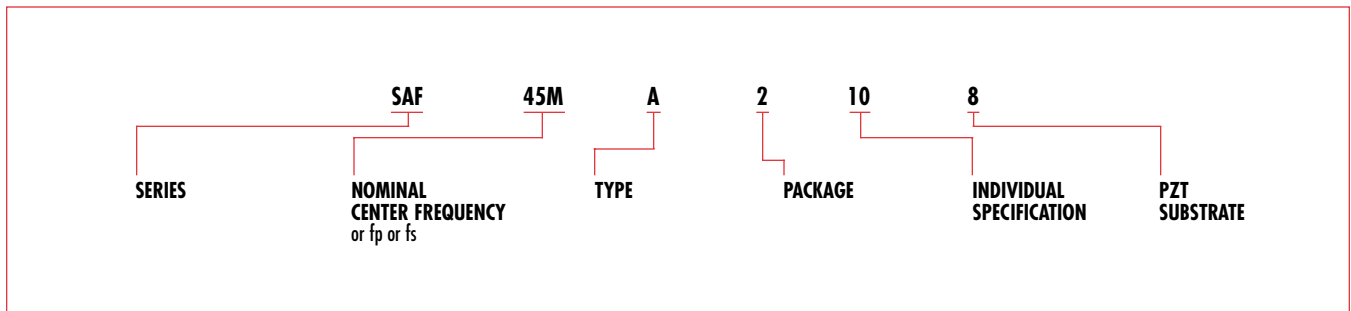 SAF 45M A 2 10 8
SERIES NOMINAL TYPE PACKAGE INDIVIDUAL PZT
CENTER FREQUENCY SPECIFICATION SUBSTRATE
or fp or fs